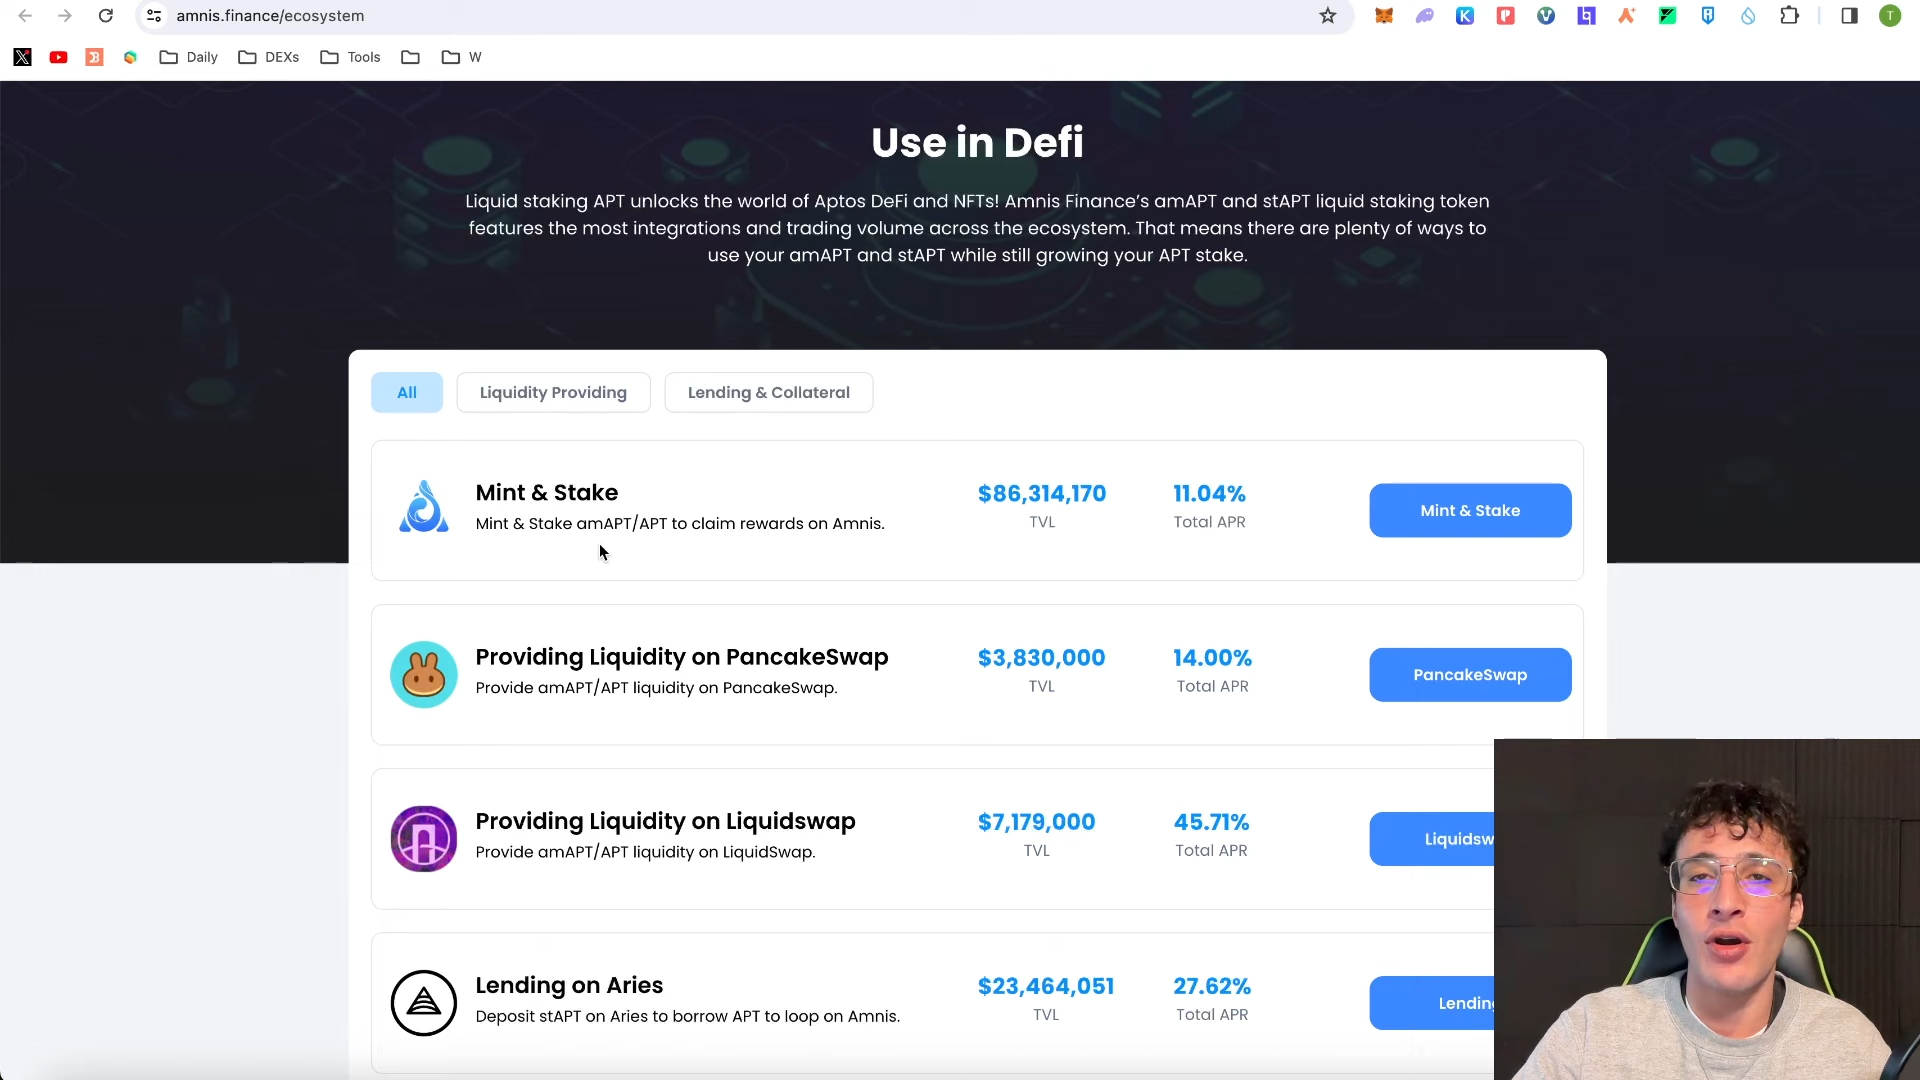 amnis.finance/ecosystem
T
Daily
DEXs
Tools
W
Use in Defi
Liquid staking APT unlocks the world of Aptos DeFi and NFTs! Amnis Finance’s amAPT and stAPT liquid staking token
features the most integrations and trading volume across the ecosystem. That means there are plenty of ways to
use your amAPT and stAPT while still growing your APT stake.
All
Liquidity Providing
Lending & Collateral
Mint & Stake
Mint & Stake amAPT/APT to claim rewards on Amnis.
$86,314,170
TVL
11.04%
Total APR
Mint & Stake
Providing Liquidity on PancakeSwap
Provide amAPT/APT liquidity on PancakeSwap.
$3,830,000
TVL
14.00%
Total APR
PancakeSwap
Providing Liquidity on Liquidswap
Provide amAPT/APT liquidity on LiquidSwap.
$7,179,000
TVL
45.71%
Total APR
Liquidsw
Lending on Aries
Deposit stAPT on Aries to borrow APT to loop on Amnis.
$23,464,051
TVL
27.62%
Total APR
Lending